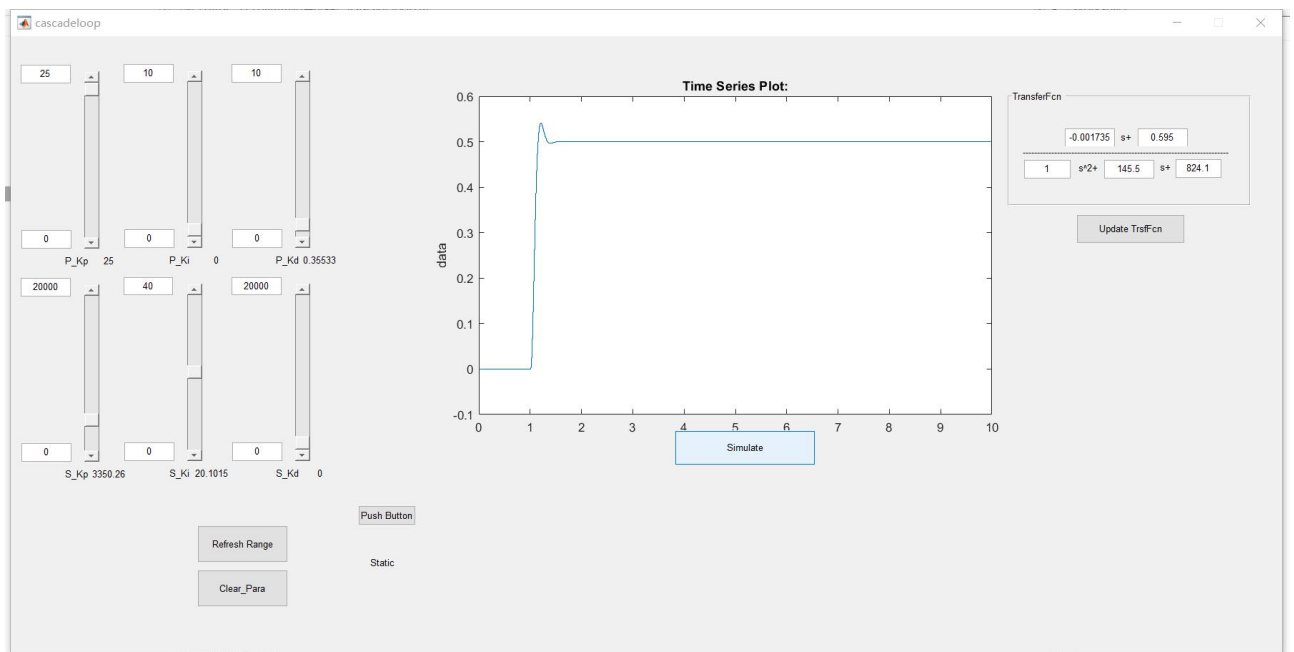 cascadeloop
25 10 10
0 0 0
P_Kp 25 P_Ki 0 P_Kd 0.35533
20000 40 20000
0 0 0
S_Kp 3350.26 S_Ki 20.1015 S_Kd 0
Refresh Range
Clear_Para
Push Button
Static
Time Series Plot:
data
0.6
0.5
0.4
0.3
0.2
0.1
0
-0.1
0 1 2 3 4 5 6 7 8 9 10
Simulate
TransferFcn
-0.001735 s+ 0.595
1 s^2+ 145.5 s+ 824.1
Update TrsfFcn